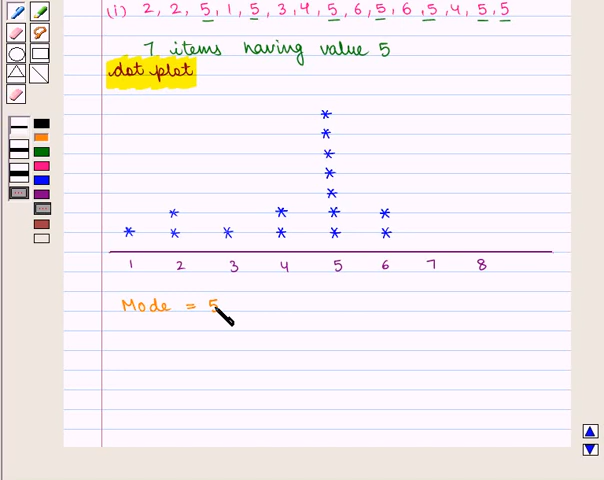 (i) 2, 2, 5, 1, 5, 3, 4, 5, 6, 5, 6, 5, 4, 5, 5
7 items having value 5
dot plot
1 2 3 4 5 6 7 8
Mode = 5